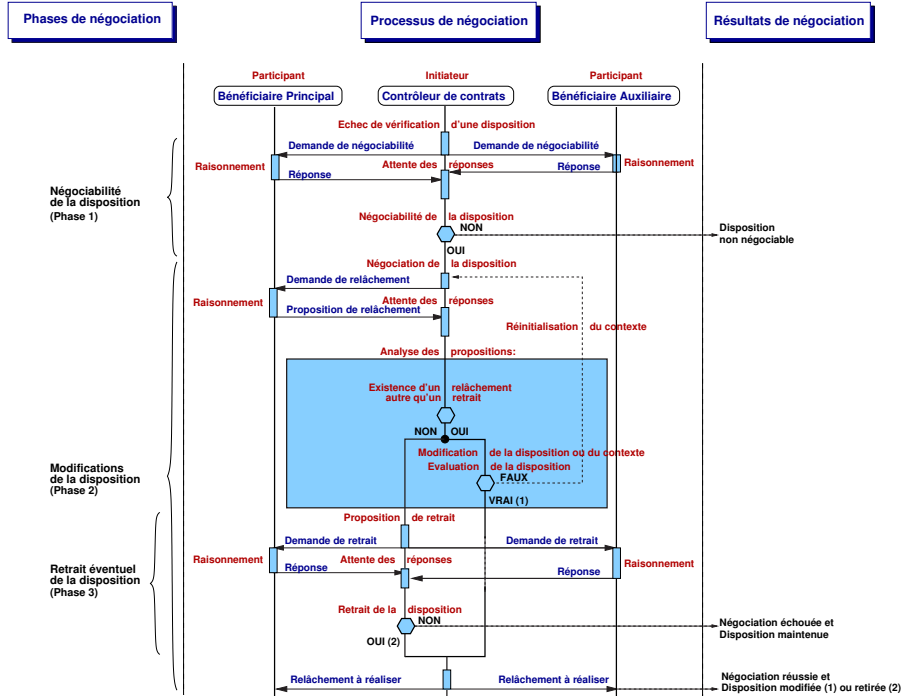 Phases de négociation
Processus de négociation
Résultats de négociation
Participant
Initiateur
Participant
Bénéficiaire Principal
Contrôleur de contrats
Bénéficiaire Auxiliaire
Echec de vérification d'une disposition
Demande de négociabilité
Demande de négociabilité
Raisonnement
Attente des réponses
Raisonnement
Réponse
Réponse
Négociabilité
de la disposition
(Phase 1)
Négociabilité de la disposition
NON
Disposition
non négociable
OUI
Négociation de la disposition
Demande de relâchement
Raisonnement
Attente des réponses
Proposition de relâchement
Réinitialisation du contexte
Analyse des propositions:
Existence d'un relâchement
autre qu'un retrait
NON
OUI
Modification de la disposition ou du contexte
Evaluation de la disposition
FAUX
VRAI (1)
Modifications
de la disposition
(Phase 2)
Proposition de retrait
Demande de retrait
Demande de retrait
Raisonnement
Attente des réponses
Raisonnement
Réponse
Réponse
Retrait éventuel
de la disposition
(Phase 3)
Retrait de la disposition
NON
Négociation échouée et
Disposition maintenue
OUI (2)
Relâchement à réaliser
Relâchement à réaliser
Négociation réussie et
Disposition modifiée (1) ou retirée (2)